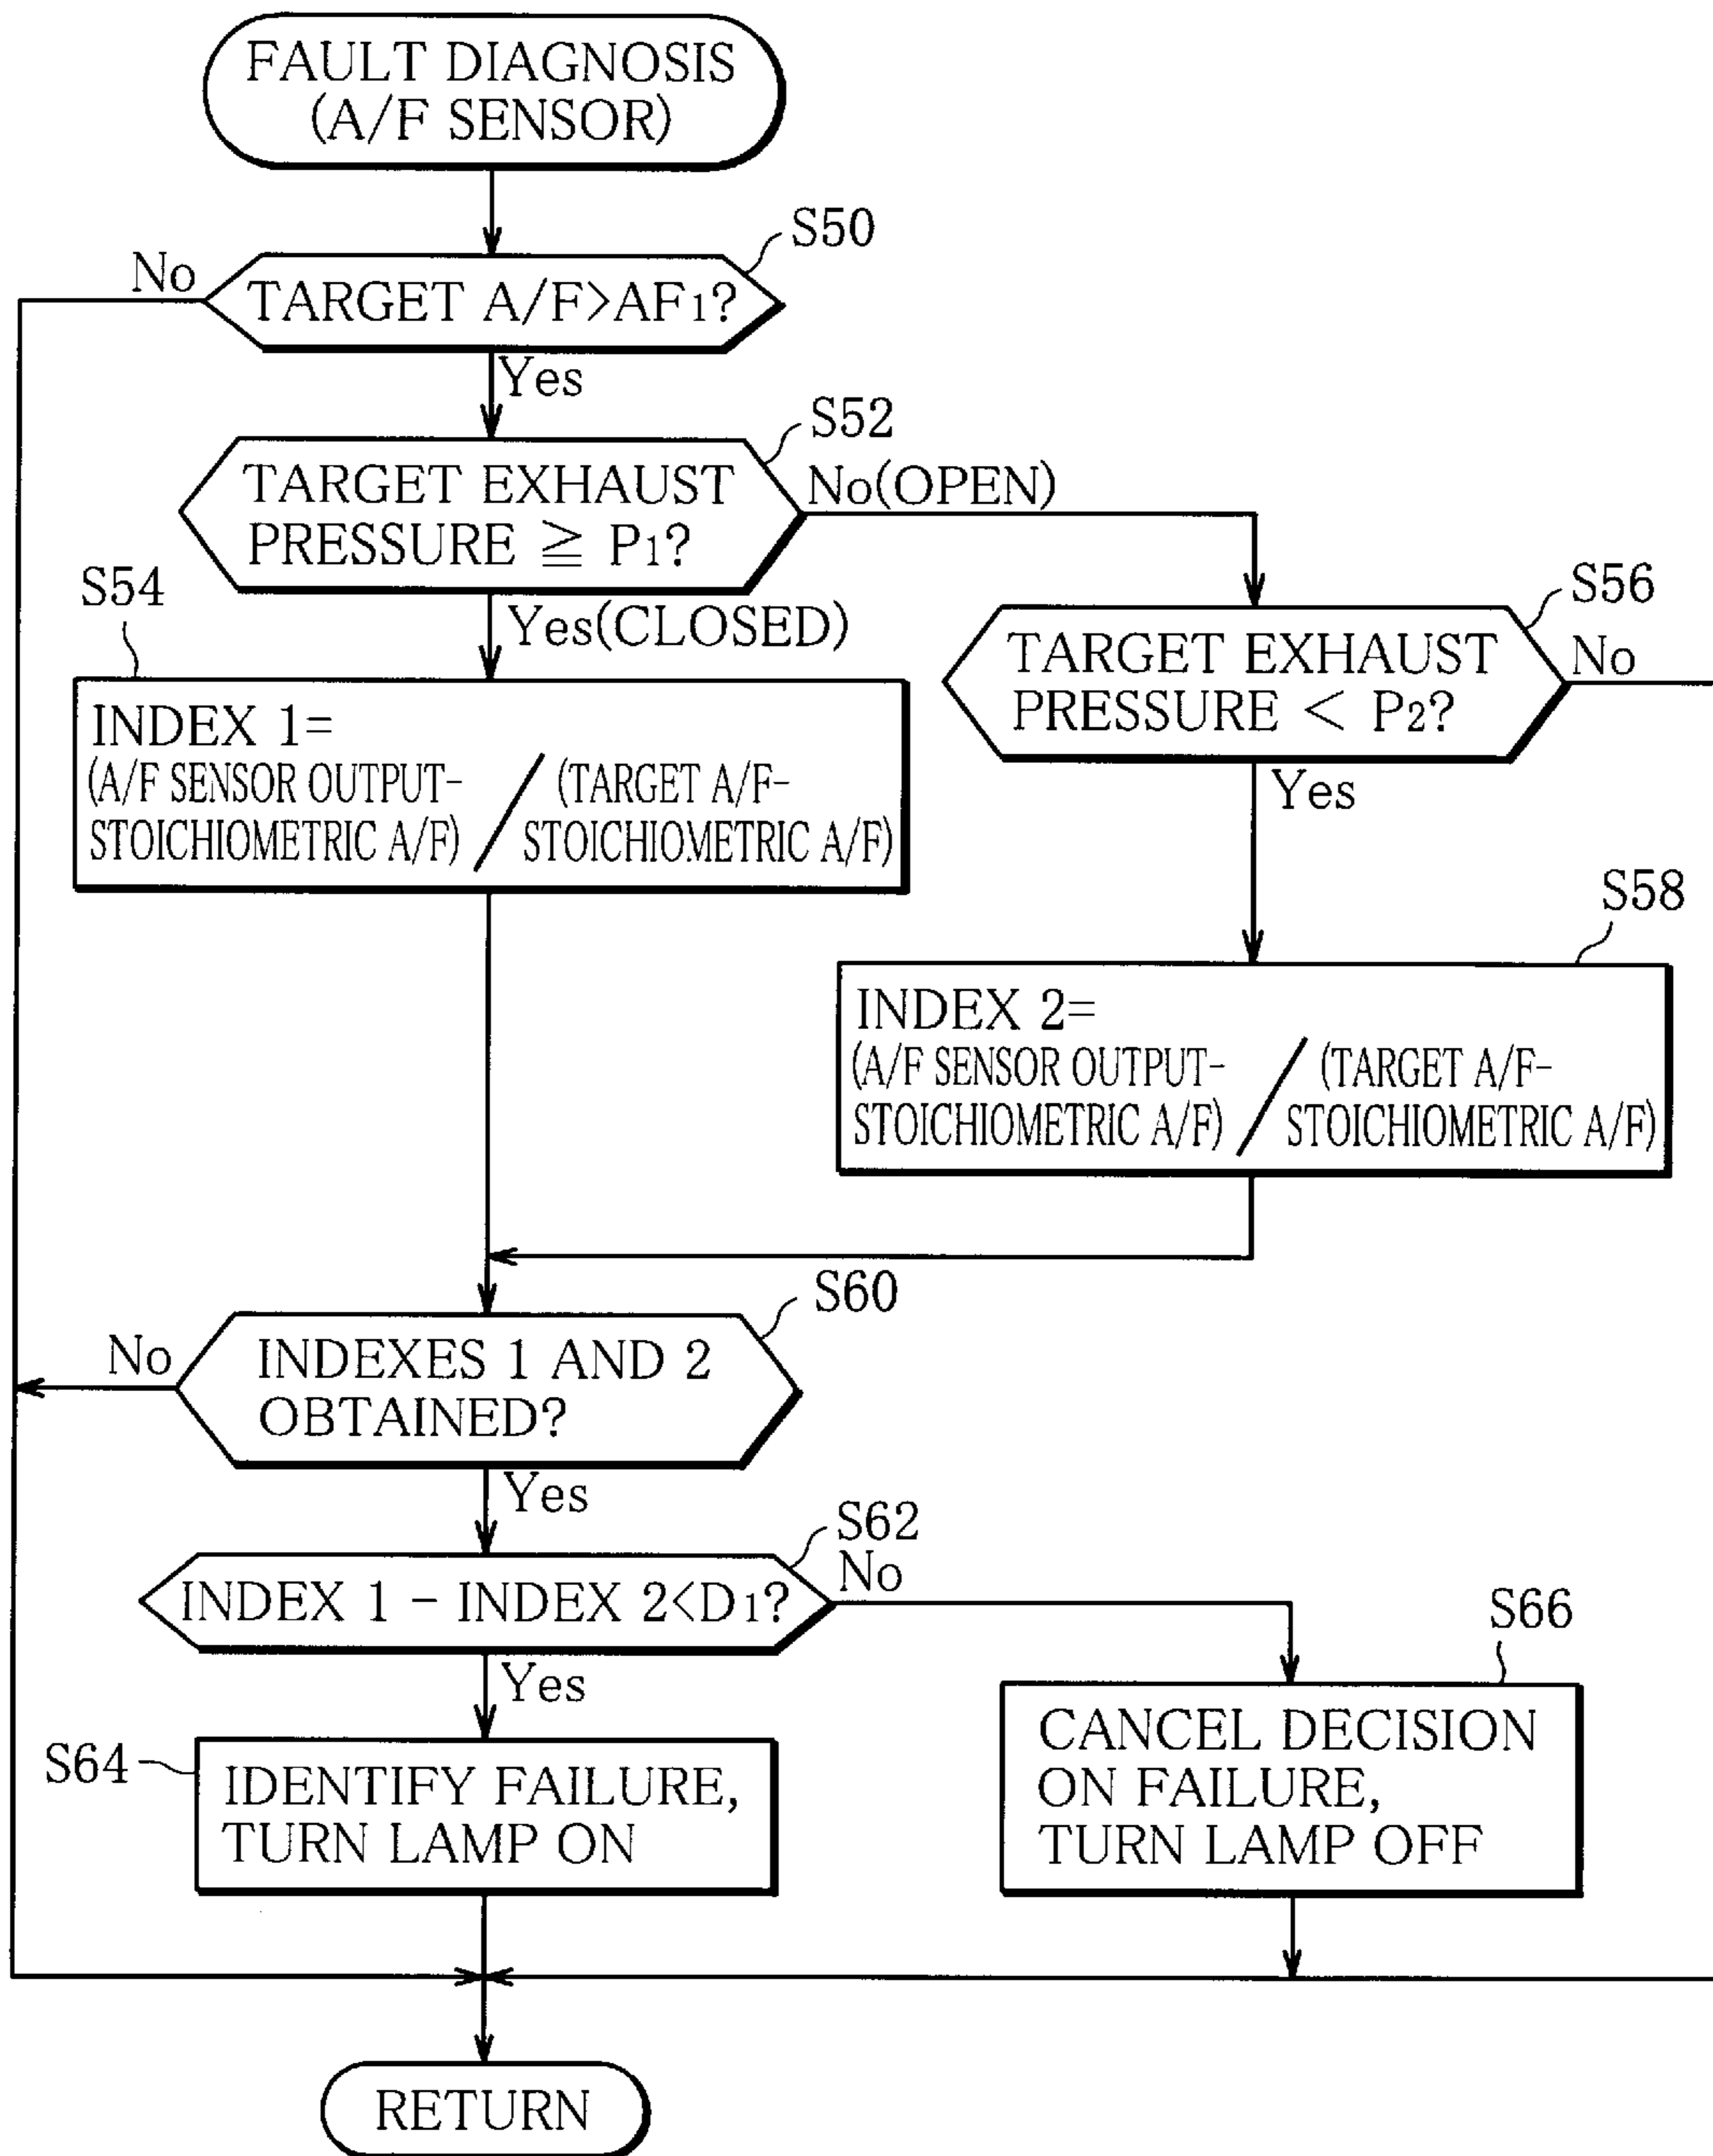 FAULT DIAGNOSIS
(A/F SENSOR)
S50
No
TARGET A/F>AF1?
Yes
S52
TARGET EXHAUST
PRESSURE ≧ P1?
No(OPEN)
S54
Yes(CLOSED)
S56
TARGET EXHAUST
PRESSURE < P2?
No
Yes
INDEX 1=
(A/F SENSOR OUTPUT-
STOICHIOMETRIC A/F)
/
(TARGET A/F-
STOICHIOMETRIC A/F)
S58
INDEX 2=
(A/F SENSOR OUTPUT-
STOICHIOMETRIC A/F)
/
(TARGET A/F-
STOICHIOMETRIC A/F)
S60
No
INDEXES 1 AND 2
OBTAINED?
Yes
S62
INDEX 1 - INDEX 2<D1?
No
Yes
S66
S64
IDENTIFY FAILURE,
TURN LAMP ON
CANCEL DECISION
ON FAILURE,
TURN LAMP OFF
RETURN